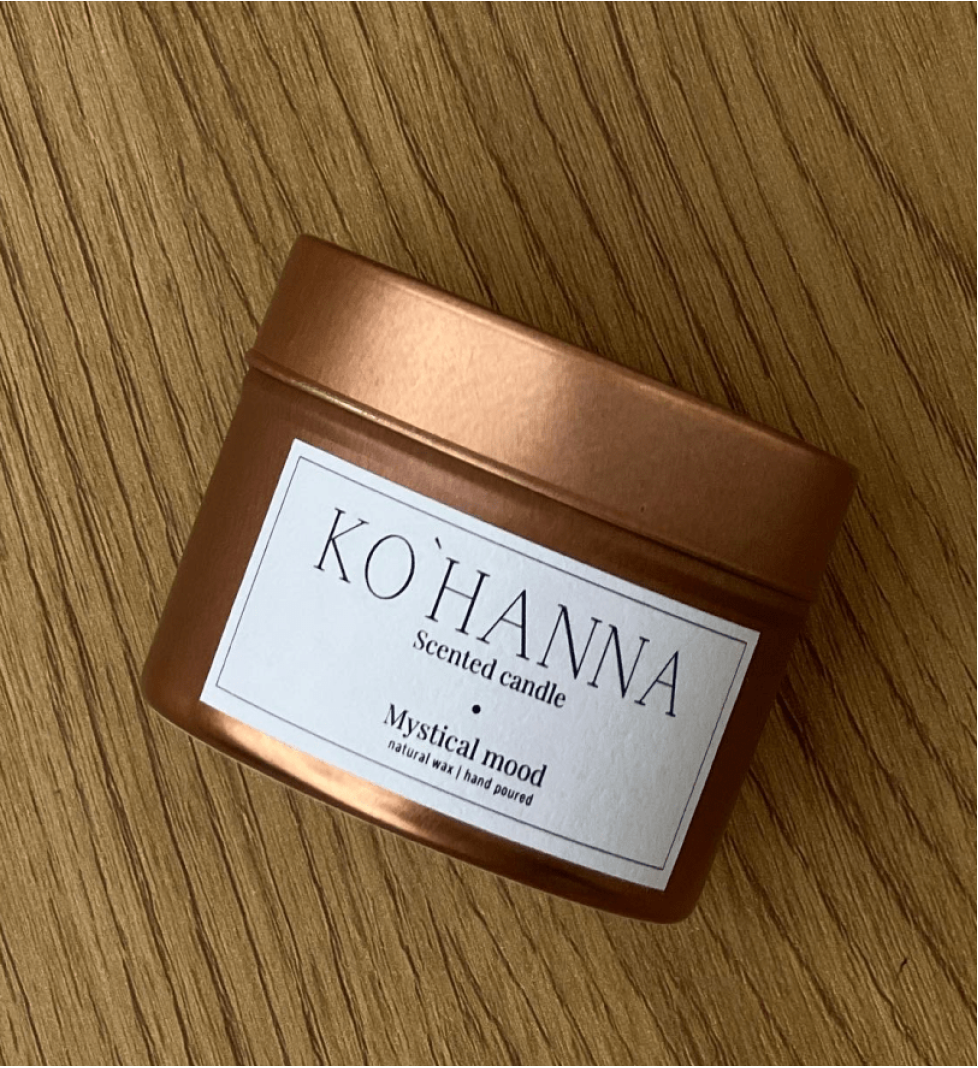 KO`HANNA
Scented candle
•
Mystical mood
natural wax | hand poured